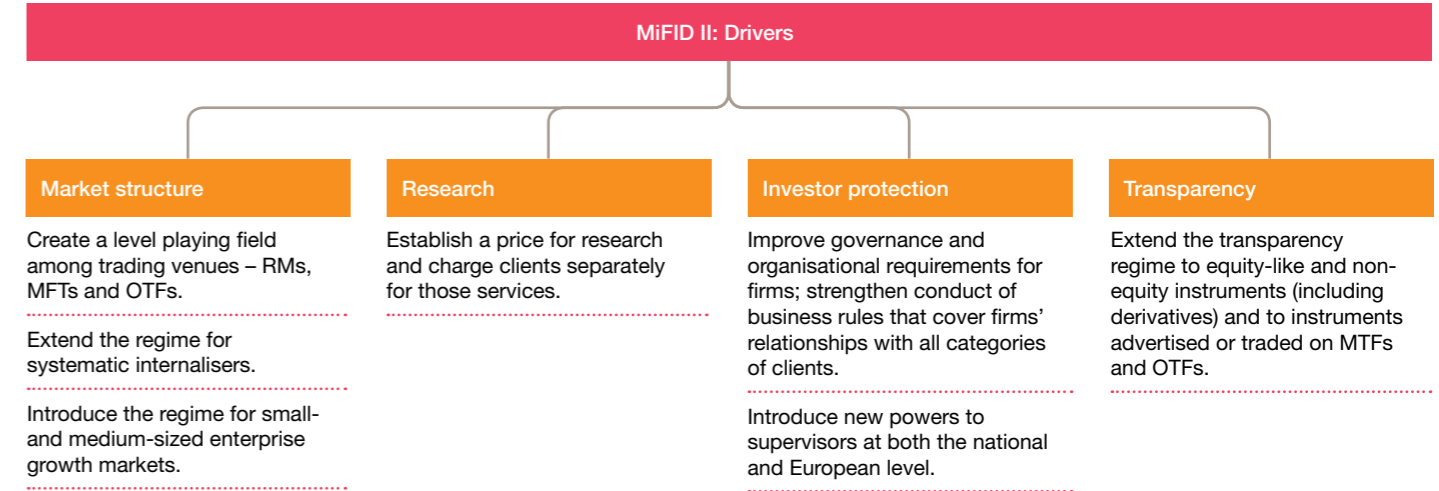 MiFID II: Drivers
Market structure
Create a level playing field
among trading venues – RMs,
MFTs and OTFs.
Extend the regime for
systematic internalisers.
Introduce the regime for small-
and medium-sized enterprise
growth markets.
Research
Establish a price for research
and charge clients separately
for those services.
Investor protection
Improve governance and
organisational requirements for
firms; strengthen conduct of
business rules that cover firms’
relationships with all categories
of clients.
Introduce new powers to
supervisors at both the national
and European level.
Transparency
Extend the transparency
regime to equity-like and non-
equity instruments (including
derivatives) and to instruments
advertised or traded on MTFs
and OTFs.